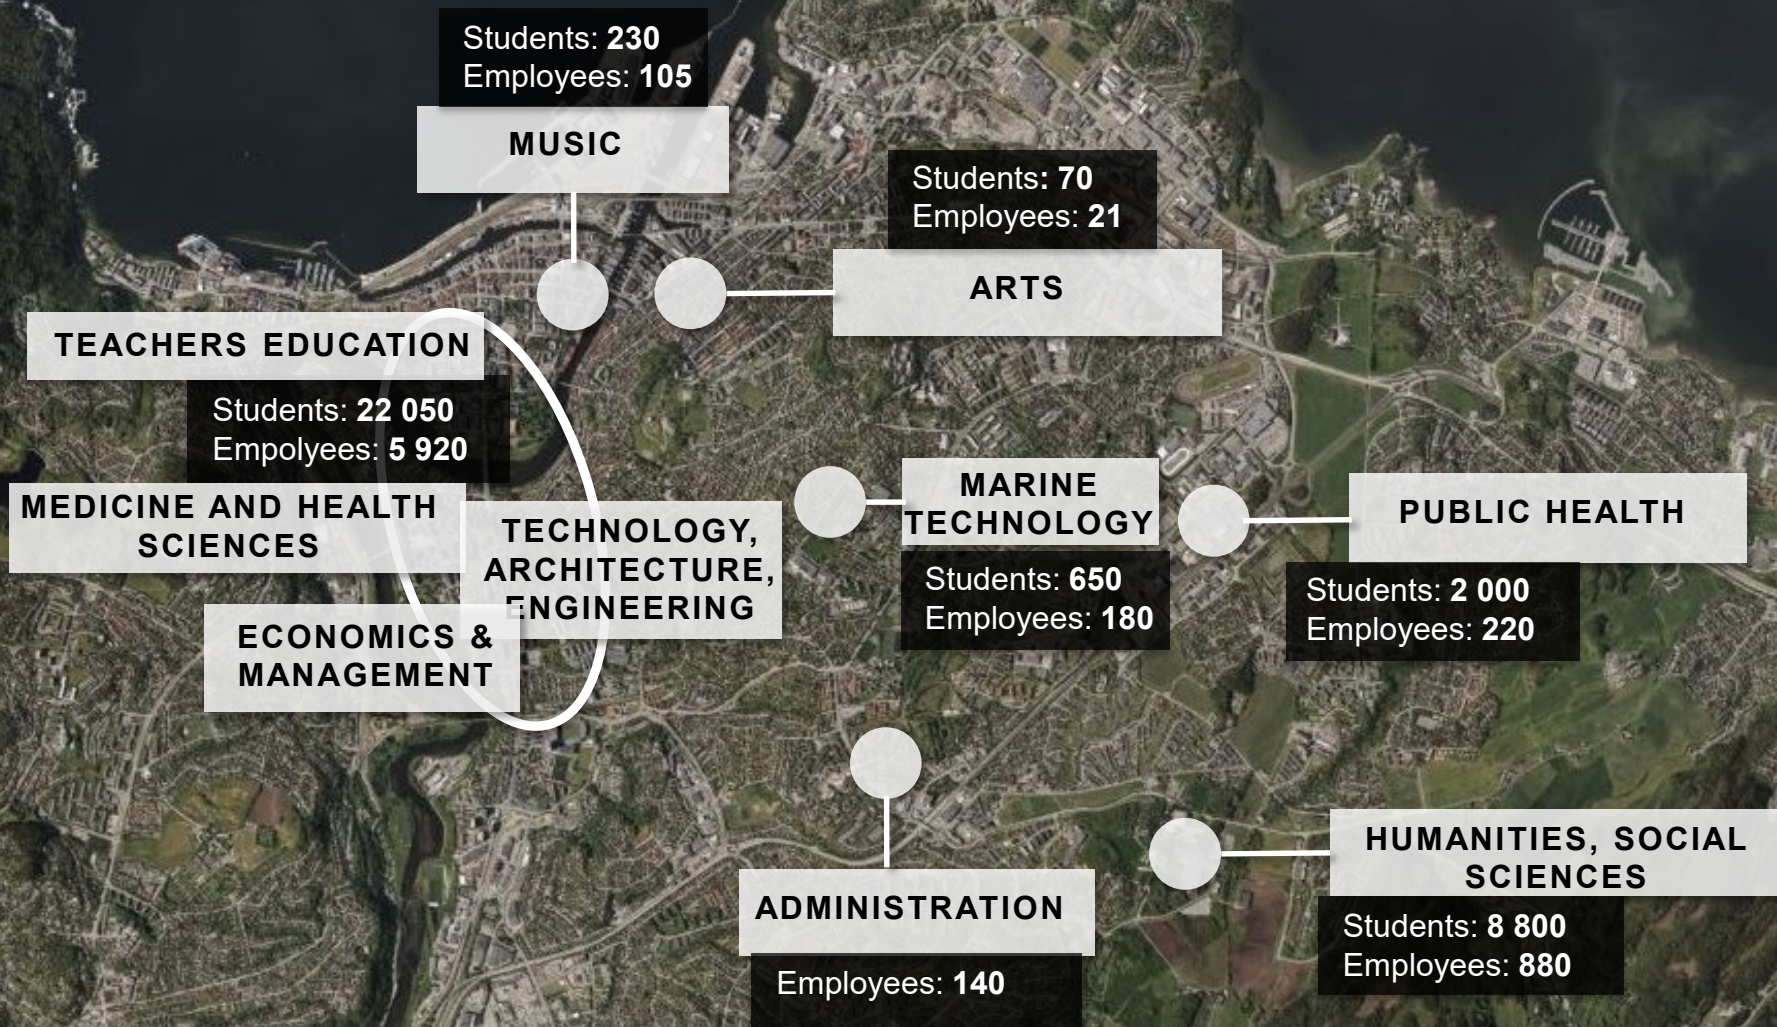 Students: 230
Employees: 105
MUSIC
Students: 70
Employees: 21
ARTS
TEACHERS EDUCATION
Students: 22 050
Empolyees: 5 920
MEDICINE AND HEALTH
SCIENCES
TECHNOLOGY,
ARCHITECTURE,
ENGINEERING
ECONOMICS &
MANAGEMENT
MARINE
TECHNOLOGY
Students: 650
Employees: 180
PUBLIC HEALTH
Students: 2 000
Employees: 220
ADMINISTRATION
Employees: 140
HUMANITIES, SOCIAL
SCIENCES
Students: 8 800
Employees: 880